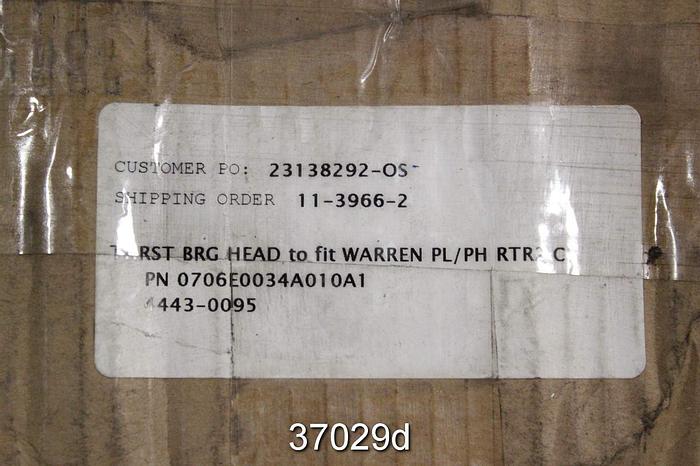 CUSTOMER PO: 23138292-OS
SHIPPING ORDER 11-3966-2
BRG HEAD to fit WARREN PL/PH
PN 0706E0034A010A1
4443-0095
37029d